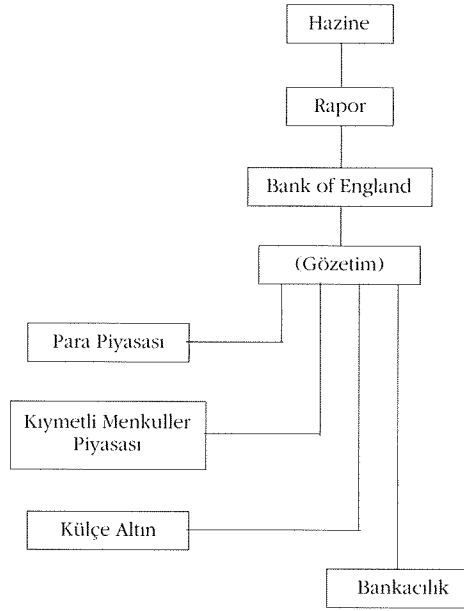 Hazine
Rapor
Bank of England
(Gözetim)
Para Piyasası
Kıymetli Menkuller
Piyasası
Külçe Altın
Bankacılık